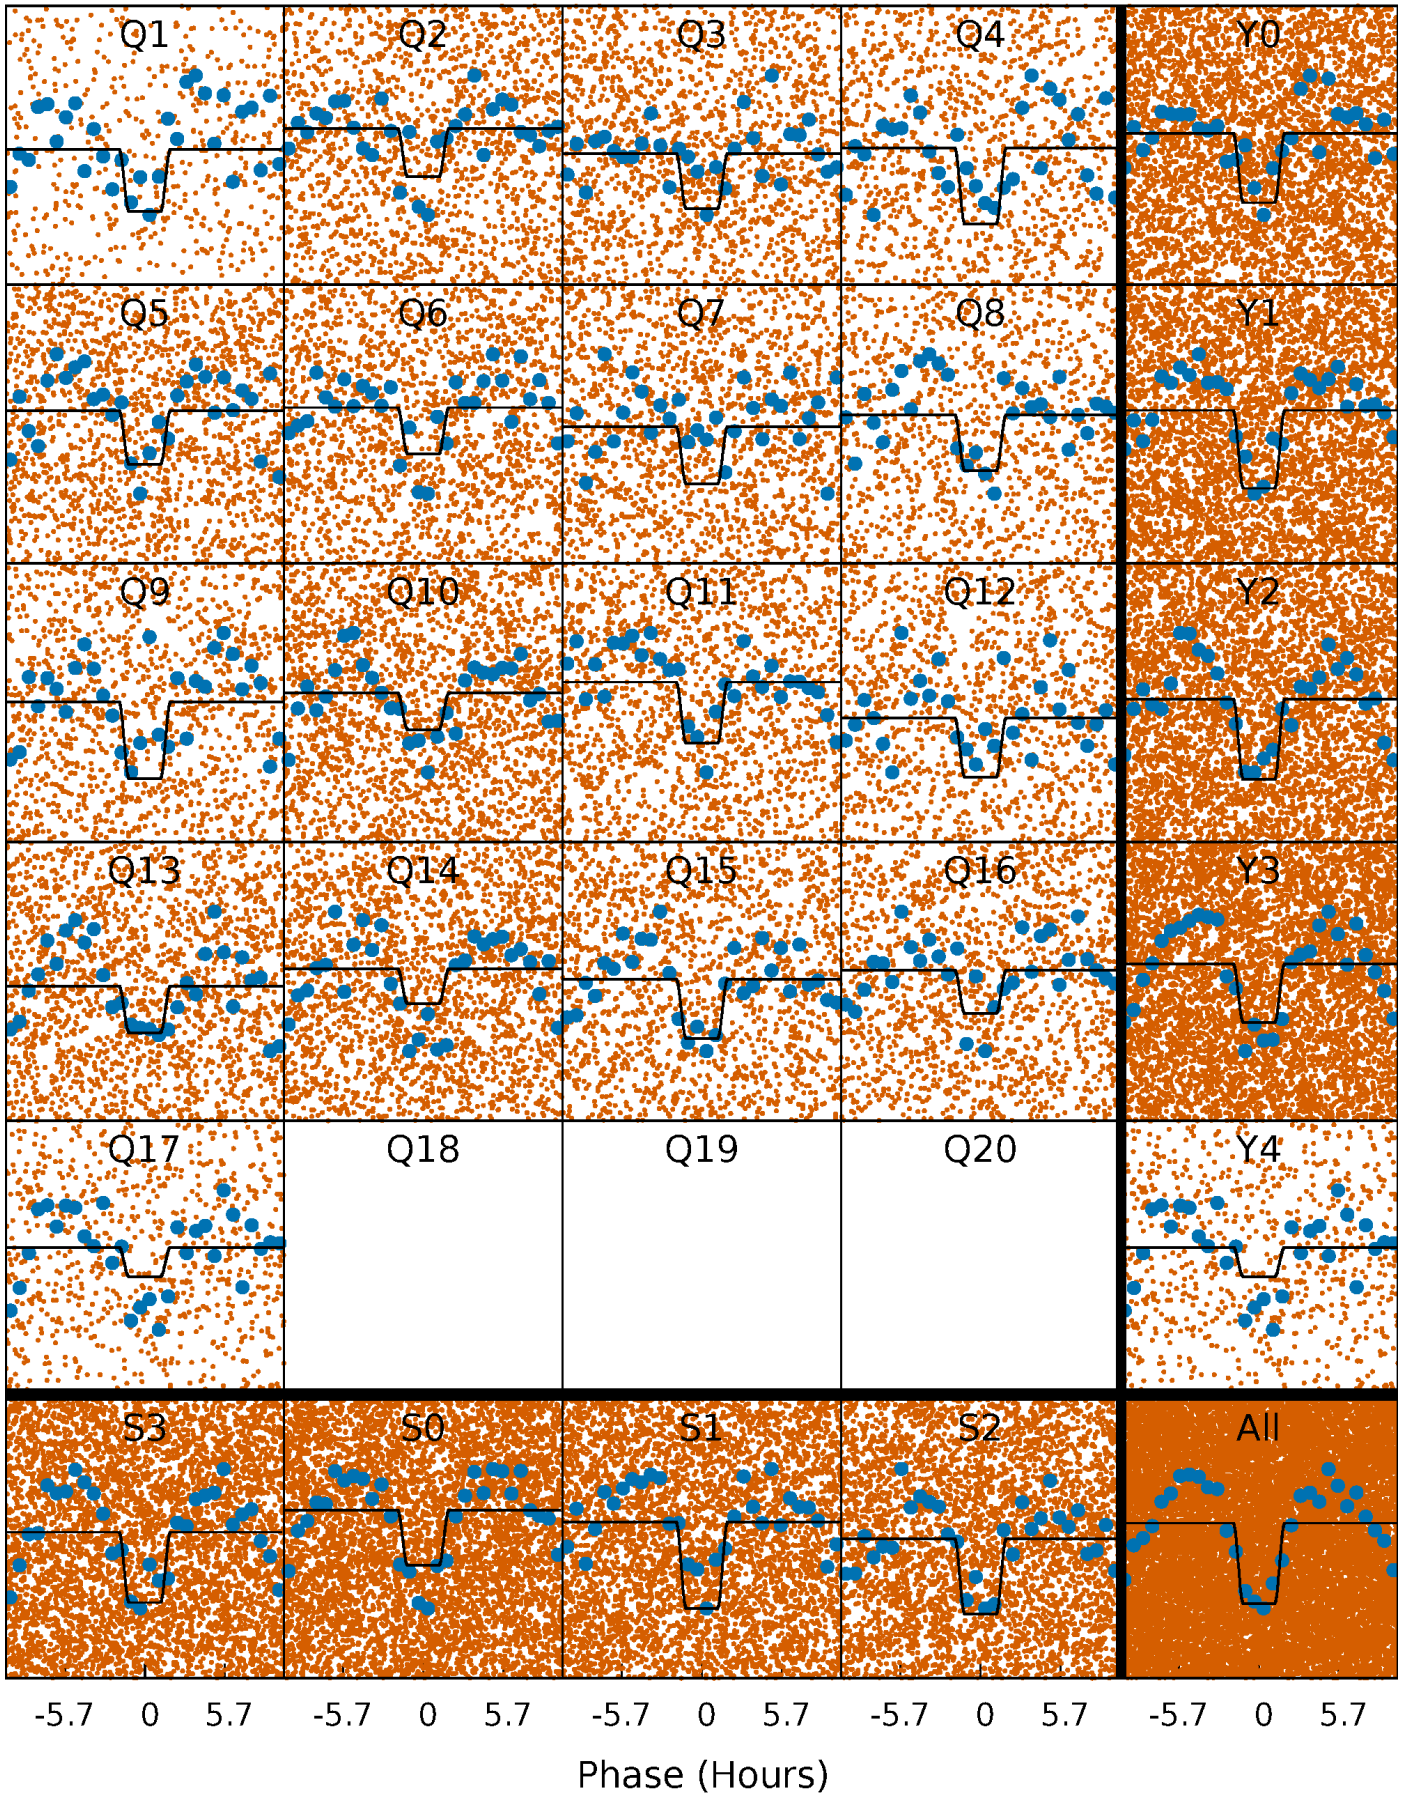 Q1 Q2 Q3 Q4 Y0
Q5 Q6 Q7 Q8 Y1
Q9 Q10 Q11 Q12 Y2
Q13 Q14 Q15 Q16 Y3
Q17 Q18 Q19 Q20 Y4
S3 S0 S1 S2 All
-5.7 0 5.7 -5.7 0 5.7 -5.7 0 5.7 -5.7 0 5.7 -5.7 0 5.7
Phase (Hours)